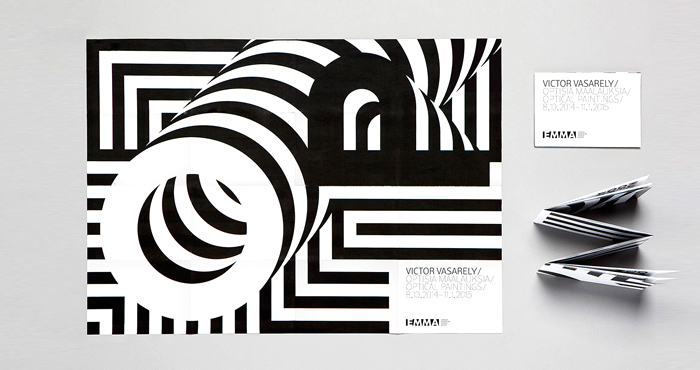 VICTOR VASARELY/
OPTISIA MAALAUKSIA/
OPTICAL PAINTINGS/
8.10.2014–11.1.2015
EMMA
VICTOR VASARELY/
OPTISIA MAALAUKSIA/
OPTICAL PAINTINGS/
8.10.2014–11.1.2015
EMMA